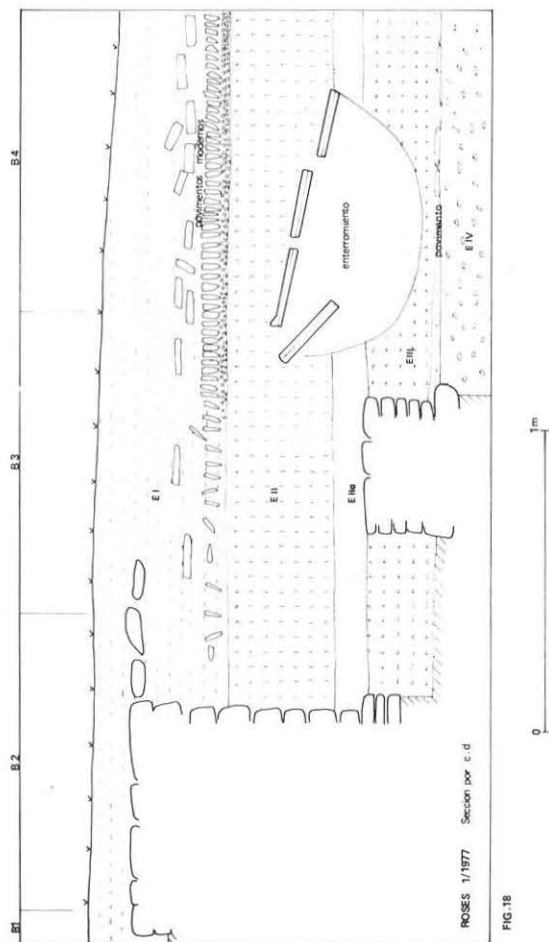 B1 B2 B3 B4
pavimentos modernos
E I
E II
enterramiento
E IIa
E III
pavimento
E IV
ROSES 1/1977 Seccion por c.d
0 1m
FIG.18